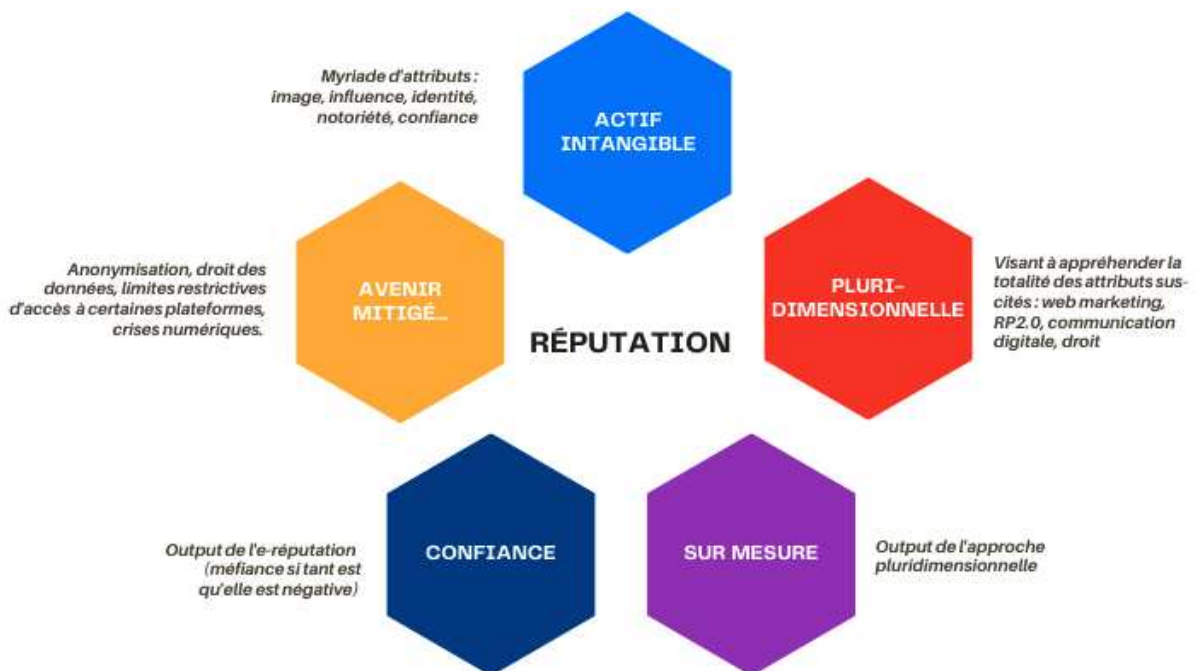 Myriade d'attributs :
image, influence, identité,
notoriété, confiance
ACTIF
INTANGIBLE
Anonymisation, droit des
données, limites restrictives
d'accès à certaines plateformes,
crises numériques.
AVENIR
MITIGÉ...
RÉPUTATION
PLURI-
DIMENSIONNELLE
Visant à appréhender la
totalité des attributs sus-
cités : web marketing,
RP2.0, communication
digitale, droit
Output de l'e-réputation
(méfiance si tant est
qu'elle est négative)
CONFIANCE
SUR MESURE
Output de l'approche
pluridimensionnelle